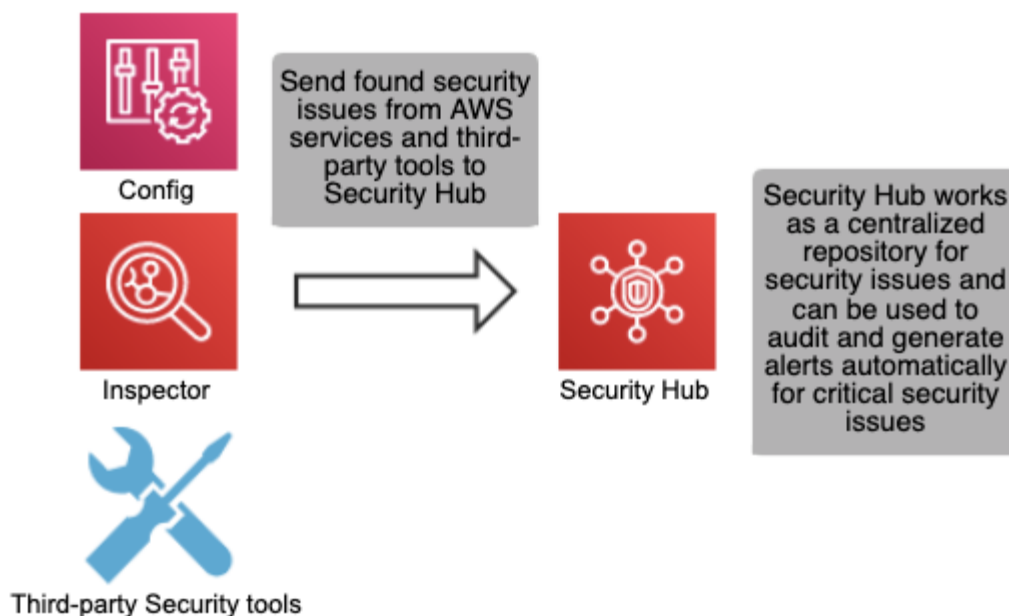 Config
Send found security
issues from AWS
services and third-
party tools to
Security Hub
Inspector
Security Hub
Security Hub works
as a centralized
repository for
security issues and
can be used to
audit and generate
alerts automatically
for critical security
issues
Third-party Security tools